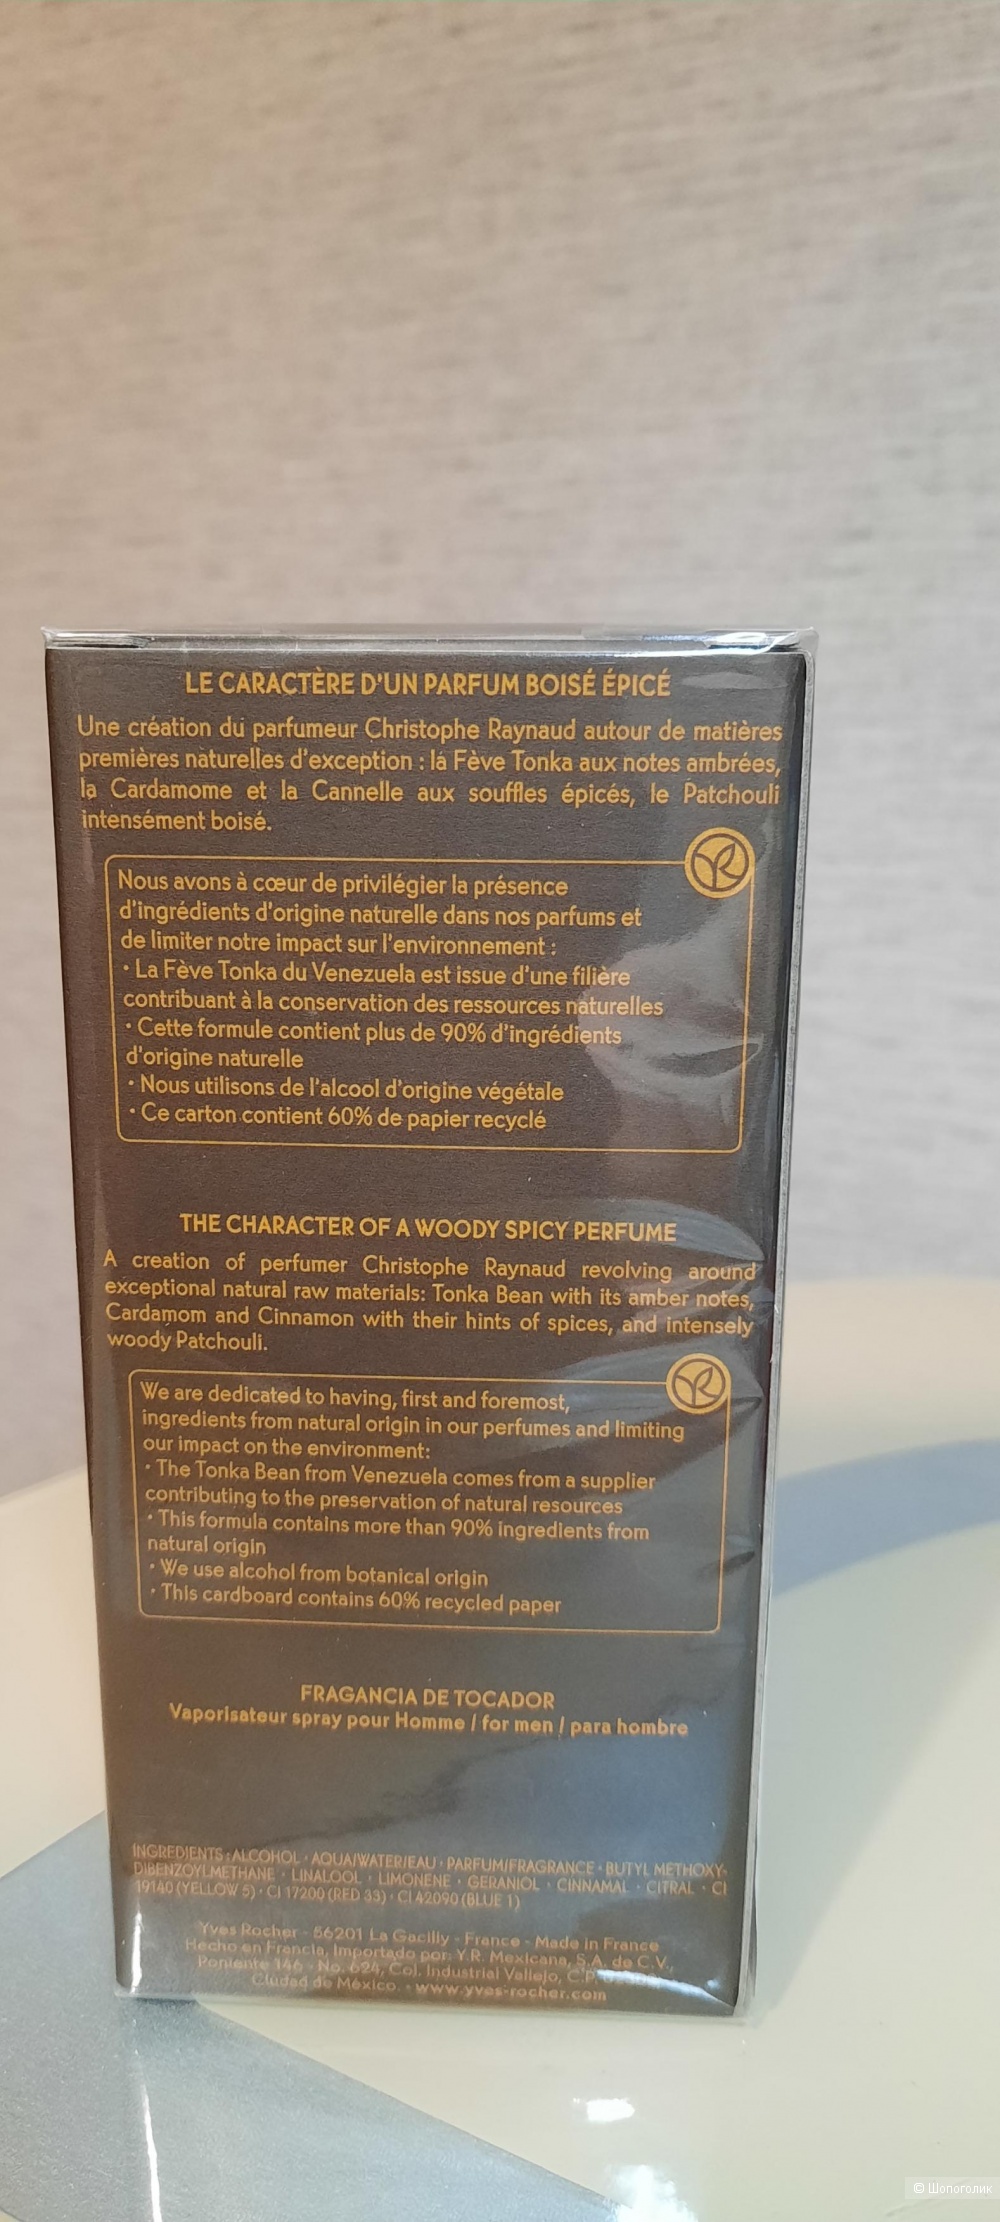 LE CARACTÈRE D'UN PARFUM BOISÉ ÉPICÉ
Une création du parfumeur Christophe Raynaud autour de matières
premières naturelles d'exception : la Fève Tonka aux notes ambrées,
la Cardamome et la Cannelle aux souffles épicés, le Patchouli
intensément boisé.
Nous avons à cœur de privilégier la présence
d'ingrédients d'origine naturelle dans nos parfums et
de limiter notre impact sur l'environnement :
• La Fève Tonka du Venezuela est issue d'une filière
contribuant à la conservation des ressources naturelles
• Cette formule contient plus de 90% d'ingrédients
d'origine naturelle
• Nous utilisons de l'alcool d'origine végétale
• Ce carton contient 60% de papier recyclé
THE CHARACTER OF A WOODY SPICY PERFUME
A creation of perfumer Christophe Raynaud revolving around
exceptional natural raw materials: Tonka Bean with its amber notes,
Cardamom and Cinnamon with their hints of spices, and intensely
woody Patchouli.
We are dedicated to having, first and foremost,
ingredients from natural origin in our perfumes and limiting
our impact on the environment:
• The Tonka Bean from Venezuela comes from a supplier
contributing to the preservation of natural resources
• This formula contains more than 90% ingredients from
natural origin
• We use alcohol from botanical origin
• This cardboard contains 60% recycled paper
FRAGANCIA DE TOCADOR
Vaporisateur spray pour Homme / for men / para hombre
INGREDIENTS : ALCOHOL • AQUA/WATER/EAU • PARFUM/FRAGRANCE • BUTYL METHOXY-
DIBENZOYLMETHANE • LINALOOL • LIMONENE • GERANIOL • CINNAMAL • CITRAL • CI
19140 (YELLOW 5) • CI 17200 (RED 33) • CI 42090 (BLUE 1)
Yves Rocher - 56201 La Gacilly - France - Made in France
Hecho en Francia, Importado por: Y.R. Mexicana, S.A. de C.V.,
Poniente 146 - No. 624, Col. Industrial Vallejo, C.P.
Ciudad de México. - www.yves-rocher.com
© Шопоголик